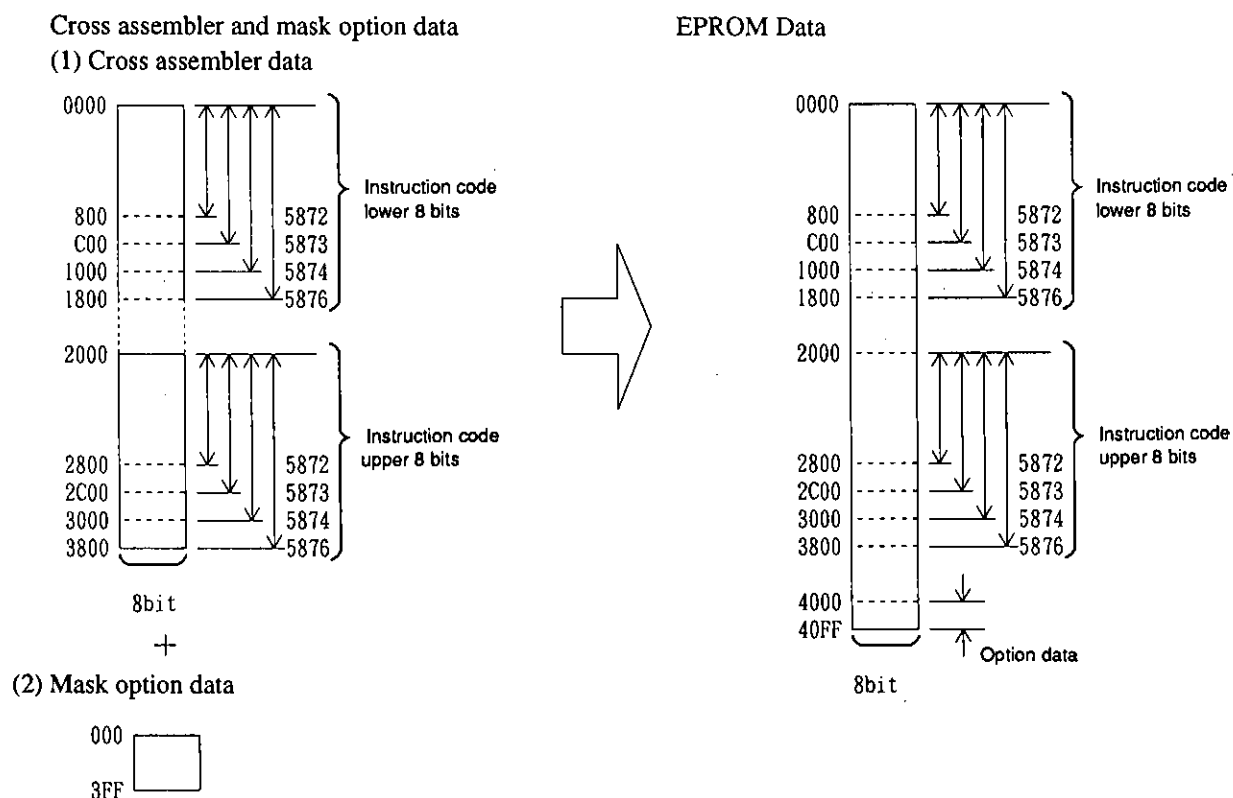 Cross assembler and mask option data
(1) Cross assembler data
0000
800 5872
C00 5873
1000 5874
1800 5876
Instruction code
lower 8 bits
2000
2800 5872
2C00 5873
3000 5874
3800 5876
Instruction code
upper 8 bits
8bit
+
(2) Mask option data
000
3FF
EPROM Data
0000
800 5872
C00 5873
1000 5874
1800 5876
Instruction code
lower 8 bits
2000
2800 5872
2C00 5873
3000 5874
3800 5876
Instruction code
upper 8 bits
4000
40FF
Option data
8bit